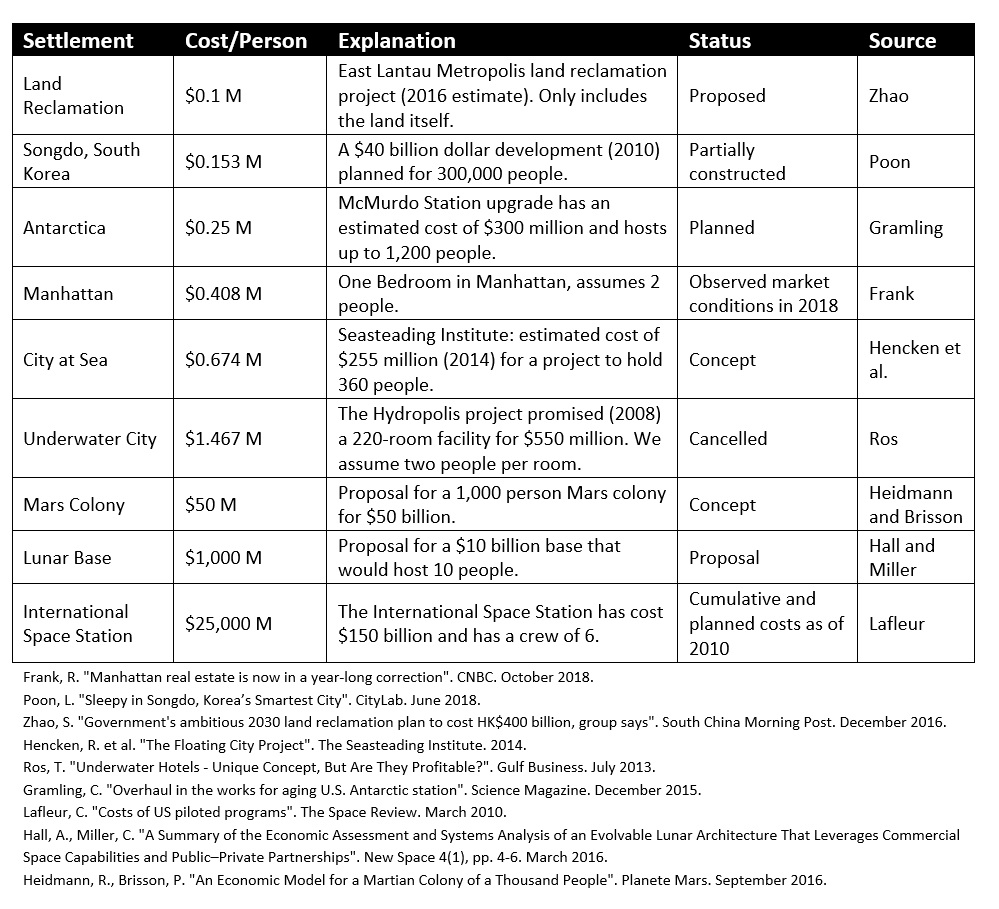 Settlement Cost/Person Explanation Status Source
Land
Reclamation
$0.1 M
East Lantau Metropolis land reclamation
project (2016 estimate). Only includes
the land itself.
Proposed
Zhao
Songdo, South
Korea
$0.153 M
A $40 billion dollar development (2010)
planned for 300,000 people.
Partially
constructed
Poon
Antarctica
$0.25 M
McMurdo Station upgrade has an
estimated cost of $300 million and hosts
up to 1,200 people.
Planned
Gramling
Manhattan
$0.408 M
One Bedroom in Manhattan, assumes 2
people.
Observed market
conditions in 2018
Frank
City at Sea
$0.674 M
Seasteading Institute: estimated cost of
$255 million (2014) for a project to hold
360 people.
Concept
Hencken et
al.
Underwater City
$1.467 M
The Hydropolis project promised (2008)
a 220-room facility for $550 million. We
assume two people per room.
Cancelled
Ros
Mars Colony
$50 M
Proposal for a 1,000 person Mars colony
for $50 billion.
Concept
Heidmann
and Brisson
Lunar Base
$1,000 M
Proposal for a $10 billion base that
would host 10 people.
Proposal
Hall and
Miller
International
Space Station
$25,000 M
The International Space Station has cost
$150 billion and has a crew of 6.
Cumulative and
planned costs as of
2010
Lafleur
Frank, R. "Manhattan real estate is now in a year-long correction". CNBC. October 2018.
Poon, L. "Sleepy in Songdo, Korea’s Smartest City". CityLab. June 2018.
Zhao, S. "Government's ambitious 2030 land reclamation plan to cost HK$400 billion, group says". South China Morning Post. December 2016.
Hencken, R. et al. "The Floating City Project". The Seasteading Institute. 2014.
Ros, T. "Underwater Hotels - Unique Concept, But Are They Profitable?". Gulf Business. July 2013.
Gramling, C. "Overhaul in the works for aging U.S. Antarctic station". Science Magazine. December 2015.
Lafleur, C. "Costs of US piloted programs". The Space Review. March 2010.
Hall, A., Miller, C. "A Summary of the Economic Assessment and Systems Analysis of an Evolvable Lunar Architecture That Leverages Commercial
Space Capabilities and Public–Private Partnerships". New Space 4(1), pp. 4-6. March 2016.
Heidmann, R., Brisson, P. "An Economic Model for a Martian Colony of a Thousand People". Planete Mars. September 2016.